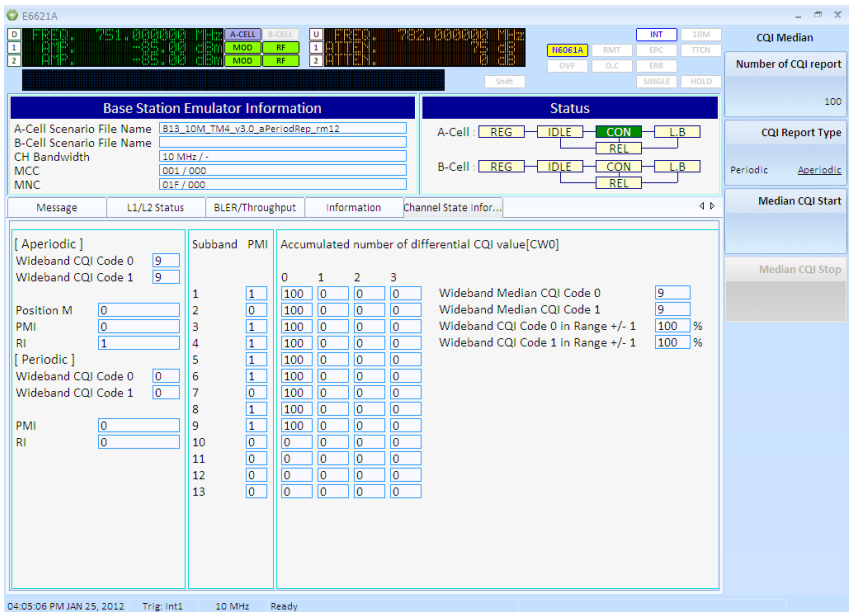 E6621A
D FREQ: 751.000000 MHz A-CELL B-CELL U FREQ: 782.000000 MHz INT 10M
1 AMP: -85.00 dBm MOD RF 1 ATTEN: 75 dB N6061A RMT EPC TTCN
2 AMP: -85.00 dBm MOD RF 2 ATTEN: 0 dB OVF O.C ERR
Shift SINGLE HOLD
Base Station Emulator Information
A-Cell Scenario File Name B13_10M_TM4_v3.0_aPeriodRep_rm12
B-Cell Scenario File Name
CH Bandwidth 10 MHz / -
MCC 001 / 000
MNC 01F / 000
Status
A-Cell : REG IDLE CON L.B
REL
B-Cell : REG IDLE CON L.B
REL
Message L1/L2 Status BLER/Throughput Information Channel State Infor...
[ Aperiodic ]
Wideband CQI Code 0 9
Wideband CQI Code 1 9
Position M 0
PMI 0
RI 1
[ Periodic ]
Wideband CQI Code 0 0
Wideband CQI Code 1 0
PMI 0
RI 0
Subband PMI Accumulated number of differential CQI value[CW0]
0 1 2 3
1 1 100 0 0 0
2 0 100 0 0 0
3 1 100 0 0 0
4 1 100 0 0 0
5 1 100 0 0 0
6 1 100 0 0 0
7 0 100 0 0 0
8 1 100 0 0 0
9 1 100 0 0 0
10 0 0 0 0 0
11 0 0 0 0 0
12 0 0 0 0 0
13 0 0 0 0 0
Wideband Median CQI Code 0 9
Wideband Median CQI Code 1 9
Wideband CQI Code 0 in Range +/- 1 100 %
Wideband CQI Code 1 in Range +/- 1 100 %
CQI Median
Number of CQI report
100
CQI Report Type
Periodic Aperiodic
Median CQI Start
Median CQI Stop
04:05:06 PM JAN 25, 2012 Trig: Int1 10 MHz Ready